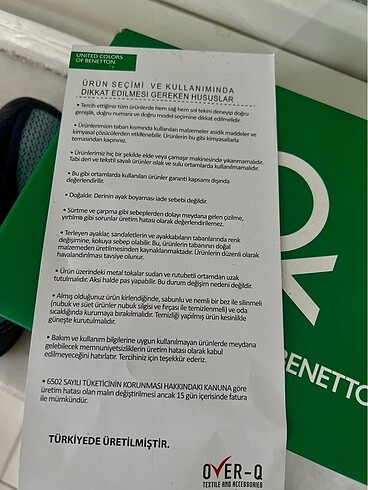 UNITED COLORS
OF BENETTON.
ÜRÜN SEÇİMİ VE KULLANIMINDA
DIKKAT EDILMESI GEREKEN HUSUSLAR
• Tercih ettiğiniz tüm ürünlerde hem sağ hem sol tekini deneyip doğru
genişlik, doğru numara ve doğru model seçimine dikkat edilmelidir.
• Ürünlerimizin taban kısmında kullanılan malzemeler asidik maddeler ve
kimyasal çözücülerden etkilenebilir. Ürünlerin bu gibi kimyasallarla
temasından kaçınınız.
• Ürünlerimiz hiç bir şekilde elde veya çamaşır makinesinde yıkanmamalıdır.
Tabi deri ve tekstil sayalı ürünler ıslak ve sulu ortamlarda kullanılmamalıdır.
• Bu gibi ortamlarda kullanılan ürünler garanti kapsamı dışında
değerlendirilir.
• Doğaldır. Derinin ayak boyaması iade sebebi değildir.
• Sürtme ve çarpma gibi sebeplerden dolayı meydana gelen çizilme,
yırtılma gibi sorunlar üretim hatası olarak değerlendirilemez.
• Terleyen ayaklar, sandaletlerin ve ayakkabıların tabanlarında renk
değişimine, kokuya sebep olabilir. Bu, ürünlerin tabanının doğal
malzemeden üretilmesinden kaynaklanmaktadır. Ürünlerin düzenli olarak
havalandırılması tavsiye olunur.
• Ürün üzerindeki metal tokalar sudan ve rutubetli ortamdan uzak
tutulmalıdır. Aksi halde pas yapabilir. Bu durum değişim nedeni değildir.
• Almış olduğunuz ürün kirlendiğinde, sabunlu ve nemli bir bez ile silinmeli
(nubuk ve süet ürünler nubuk silgisi ve fırçası ile temizlenmeli) ve oda
sıcaklığında kurumaya bırakılmalıdır. Temizliği yapılmış ürün kesinlikle
güneşte kurutulmalıdır.
• Bakım ve kullanım bilgilerine uygun kullanılmayan ürünlerde meydana
gelebilecek memnuniyetsizliklerin üretim hatası olarak kabul
edilmeyeceğini hatırlatır. Tercihiniz için teşekkür ederiz.
• 6502 SAYILI TÜKETİCİNİN KORUNMASI HAKKINDAKİ KANUNA göre
üretim hatası olan malın değiştirilmesi ancak 15 gün içerisinde fatura
ile mümkündür.
TÜRKİYEDE ÜRETİLMİŞTİR.
OVER-Q
TEXTILE AND ACCESSORIES
BENETTO